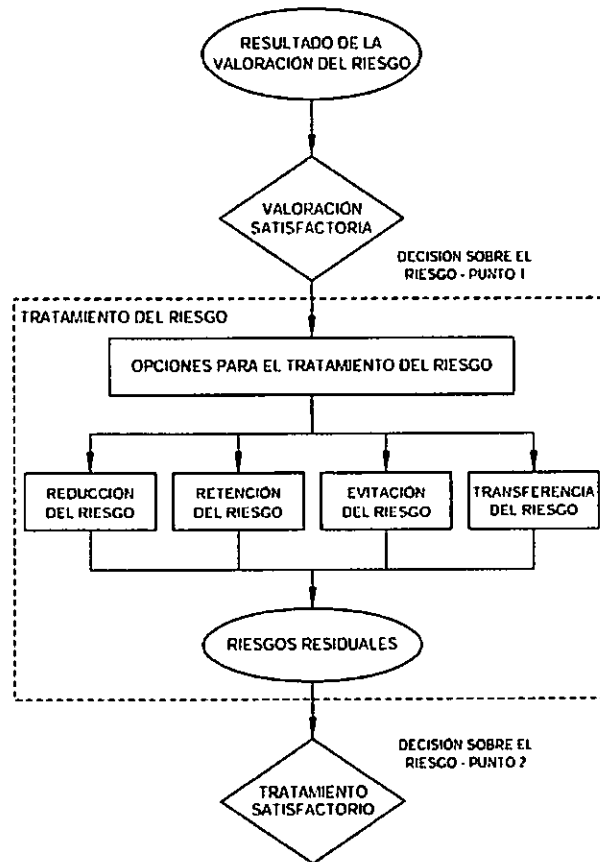 RESULTADO DE LA
VALORACIÓN DEL RIESGO
VALORACIÓN
SATISFACTORIA
DECISIÓN SOBRE EL
RIESGO - PUNTO 1
TRATAMIENTO DEL RIESGO
OPCIONES PARA EL TRATAMIENTO DEL RIESGO
REDUCCIÓN
DEL RIESGO
RETENCIÓN
DEL RIESGO
EVITACIÓN
DEL RIESGO
TRANSFERENCIA
DEL RIESGO
RIESGOS RESIDUALES
DECISIÓN SOBRE EL
RIESGO - PUNTO 2
TRATAMIENTO
SATISFACTORIO